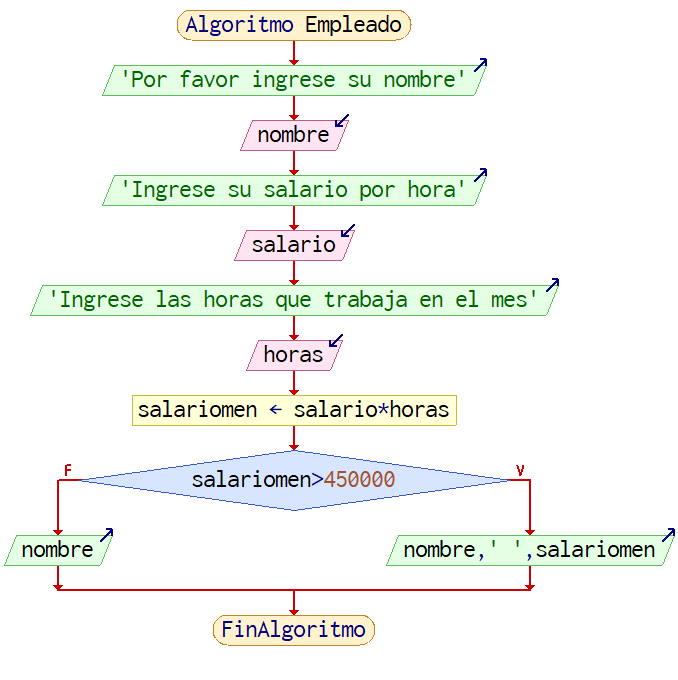 Algoritmo Empleado
'Por favor ingrese su nombre'
nombre
'Ingrese su salario por hora'
salario
'Ingrese las horas que trabaja en el mes'
horas
salariomen ← salario*horas
F
V
salariomen>450000
nombre
nombre,' ',salariomen
FinAlgoritmo